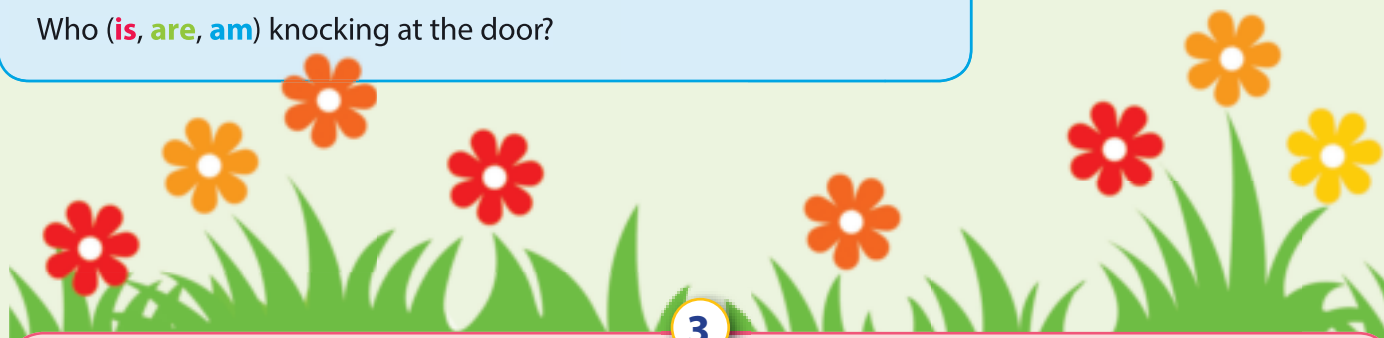 Who (is, are, am) knocking at the door?
3